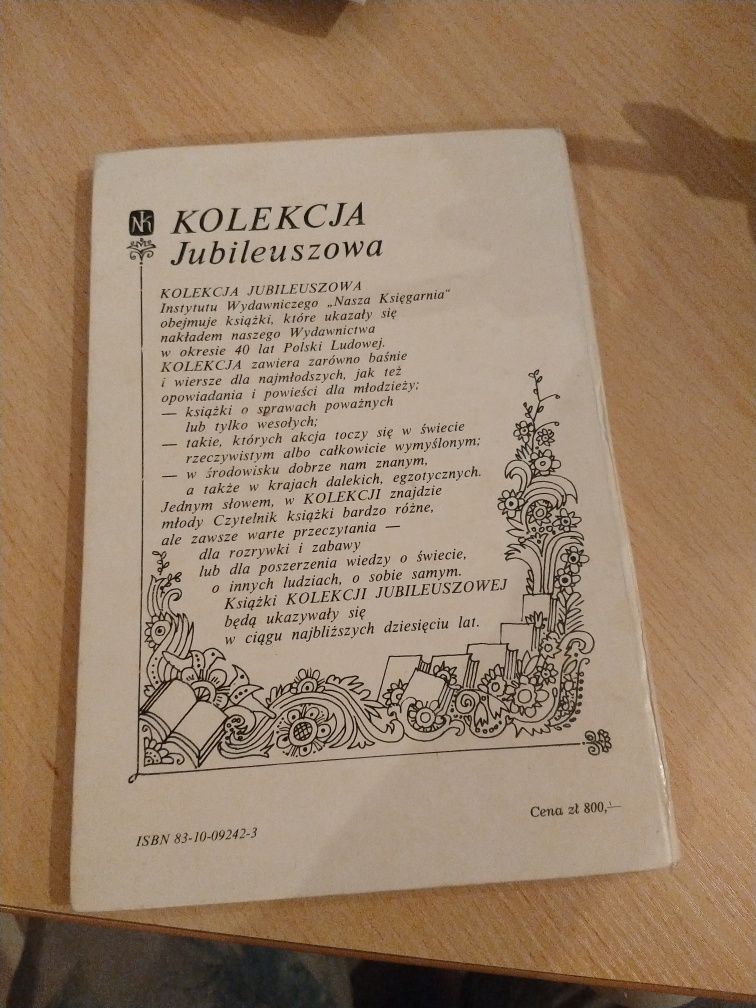 NK
KOLEKCJA
Jubileuszowa
KOLEKCJA JUBILEUSZOWA
Instytutu Wydawniczego „Nasza Księgarnia"
obejmuje książki, które ukazały się
nakładem naszego Wydawnictwa
w okresie 40 lat Polski Ludowej.
KOLEKCJA zawiera zarówno baśnie
i wiersze dla najmłodszych, jak też
opowiadania i powieści dla młodzieży;
— książki o sprawach poważnych
lub tylko wesołych;
— takie, których akcja toczy się w świecie
rzeczywistym albo całkowicie wymyślonym;
— w środowisku dobrze nam znanym,
a także w krajach dalekich, egzotycznych.
Jednym słowem, w KOLEKCJI znajdzie
młody Czytelnik książki bardzo różne,
ale zawsze warte przeczytania —
dla rozrywki i zabawy
lub dla poszerzenia wiedzy o świecie,
o innych ludziach, o sobie samym.
Książki KOLEKCJI JUBILEUSZOWEJ
będą ukazywały się
w ciągu najbliższych dziesięciu lat.
Cena zł 800,—
ISBN 83-10-09242-3